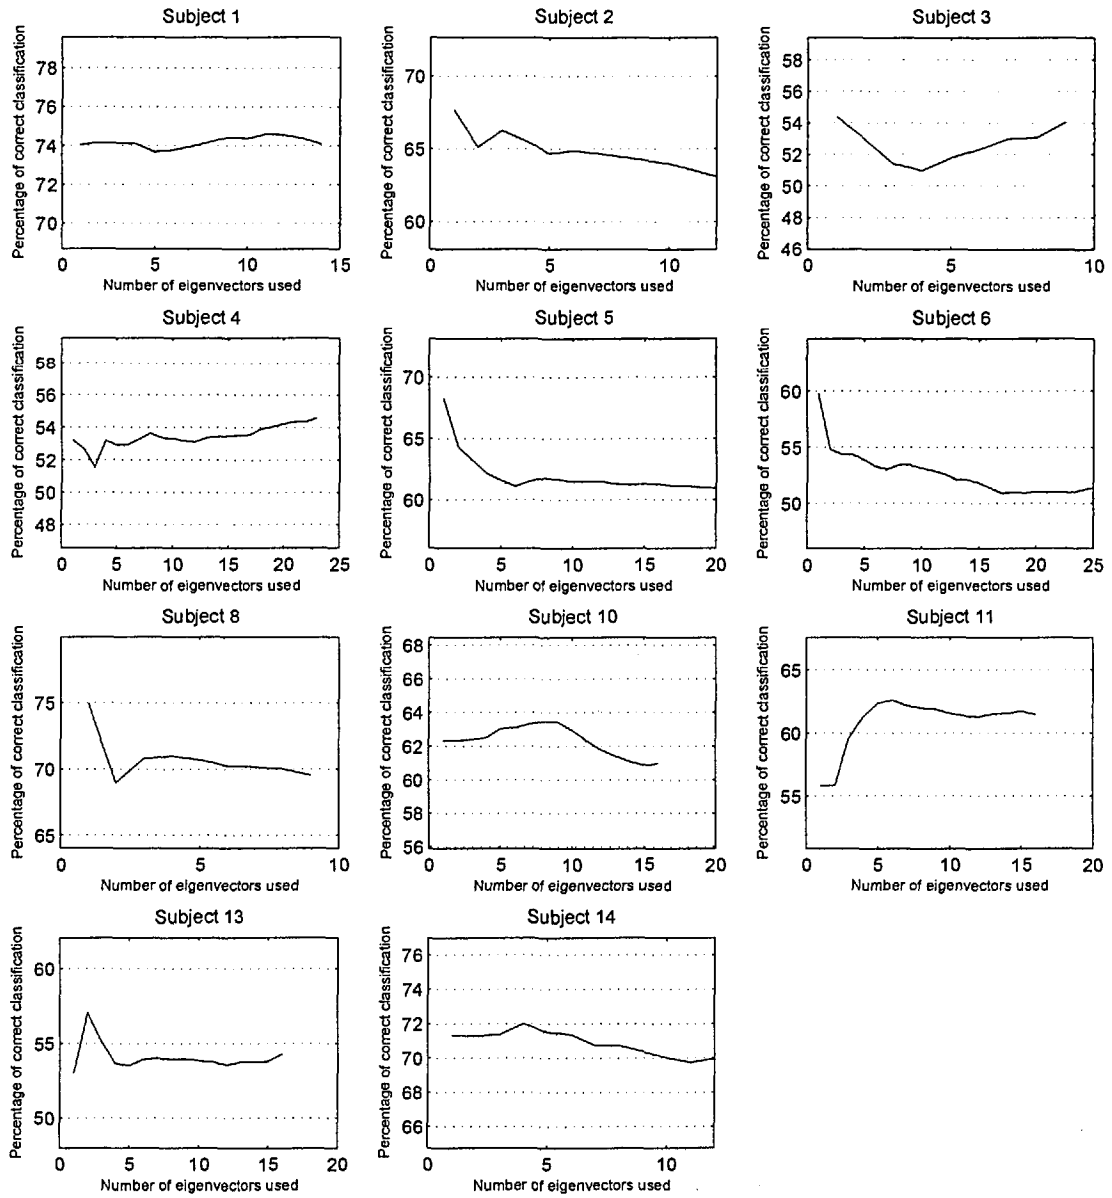 Subject 1
Percentage of correct classification
78
76
74
72
70
0 5 10 15
Number of eigenvectors used
Subject 2
Percentage of correct classification
70
65
60
0 5 10
Number of eigenvectors used
Subject 3
Percentage of correct classification
58
56
54
52
50
48
46
0 5 10
Number of eigenvectors used
Subject 4
Percentage of correct classification
58
56
54
52
50
48
0 5 10 15 20 25
Number of eigenvectors used
Subject 5
Percentage of correct classification
70
65
60
0 5 10 15 20
Number of eigenvectors used
Subject 6
Percentage of correct classification
60
55
50
0 5 10 15 20 25
Number of eigenvectors used
Subject 8
Percentage of correct classification
75
70
65
0 5 10
Number of eigenvectors used
Subject 10
Percentage of correct classification
68
66
64
62
60
58
56
0 5 10 15 20
Number of eigenvectors used
Subject 11
Percentage of correct classification
65
60
55
0 5 10 15 20
Number of eigenvectors used
Subject 13
Percentage of correct classification
60
55
50
0 5 10 15 20
Number of eigenvectors used
Subject 14
Percentage of correct classification
76
74
72
70
68
66
0 5 10
Number of eigenvectors used